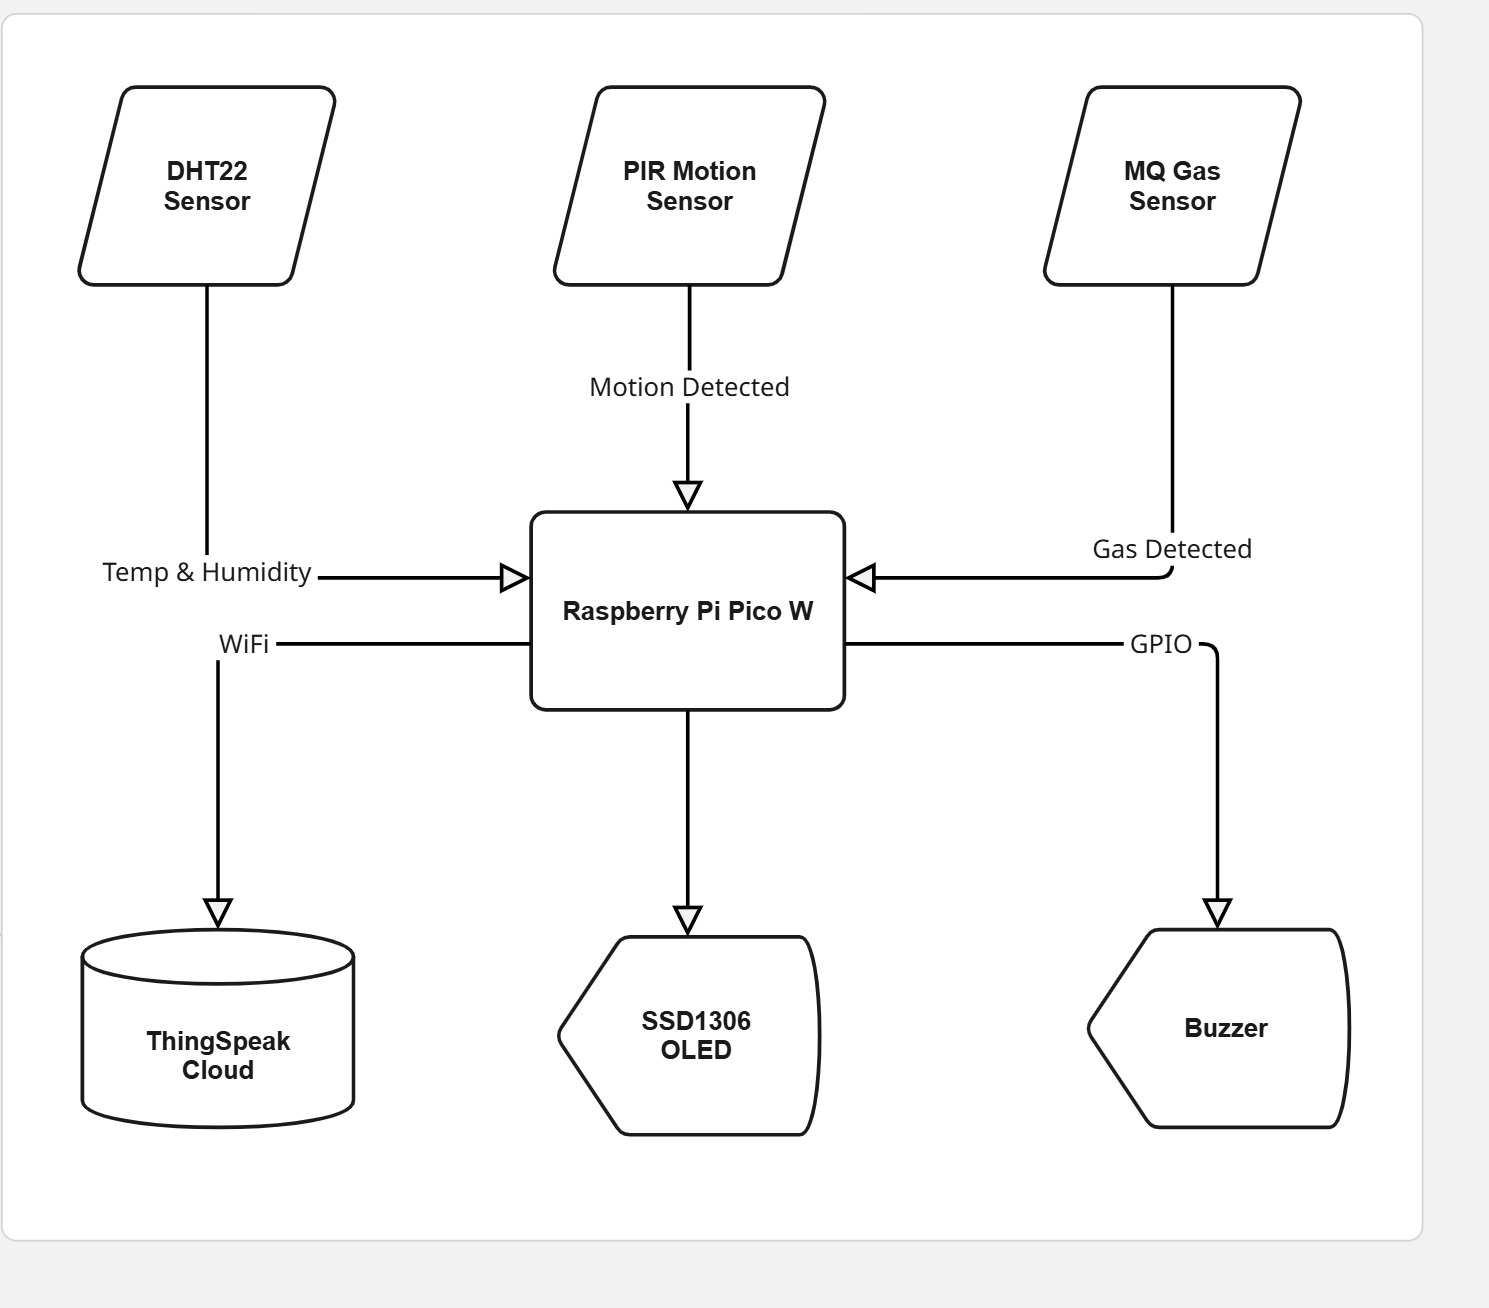 DHT22
Sensor
PIR Motion
Sensor
MQ Gas
Sensor
Motion Detected
Gas Detected
Temp & Humidity
Raspberry Pi Pico W
WiFi
GPIO
ThingSpeak
Cloud
SSD1306
OLED
Buzzer